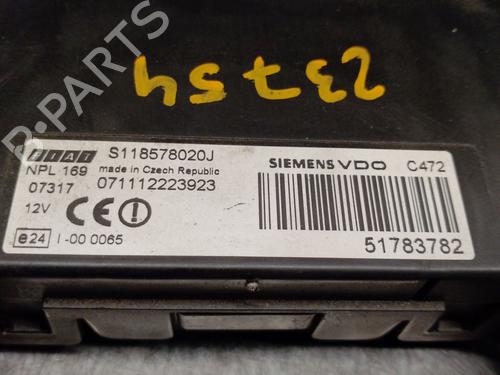 23754
B-PARTS
FIAT
S118578020J
NPL 169
made in Czech Republic
07317
071112223923
12V
CE
e24
I-00 0065
SIEMENS VDO
C472
51783782